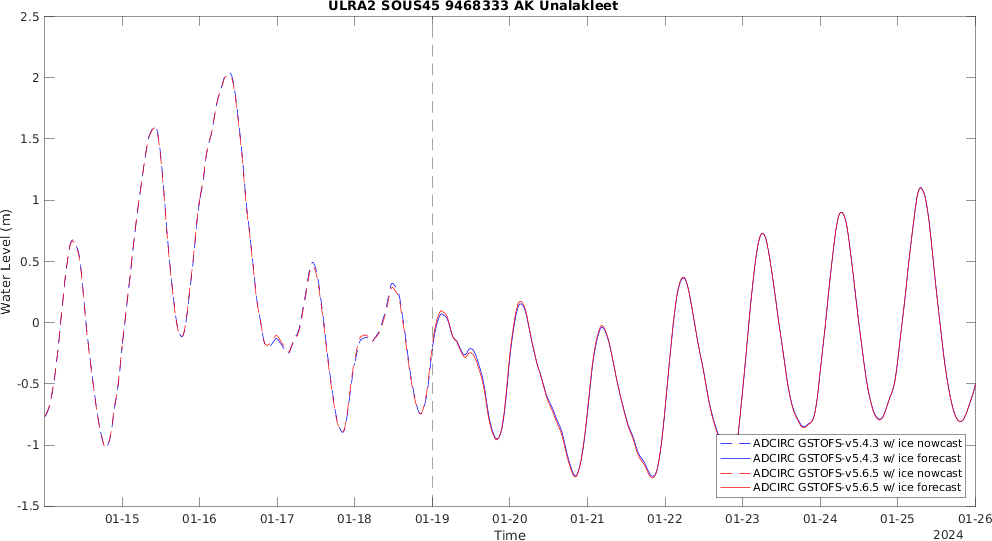 ULRA2 SOUS45 9468333 AK Unalakleet
2.5
2
1.5
1
0.5
0
-0.5
-1
-1.5
Water Level (m)
ADCIRC GSTOFS-v5.4.3 w/ ice nowcast
ADCIRC GSTOFS-v5.4.3 w/ ice forecast
ADCIRC GSTOFS-v5.6.5 w/ ice nowcast
ADCIRC GSTOFS-v5.6.5 w/ ice forecast
01-15 01-16 01-17 01-18 01-19 01-20 01-21 01-22 01-23 01-24 01-25 01-26
Time
2024